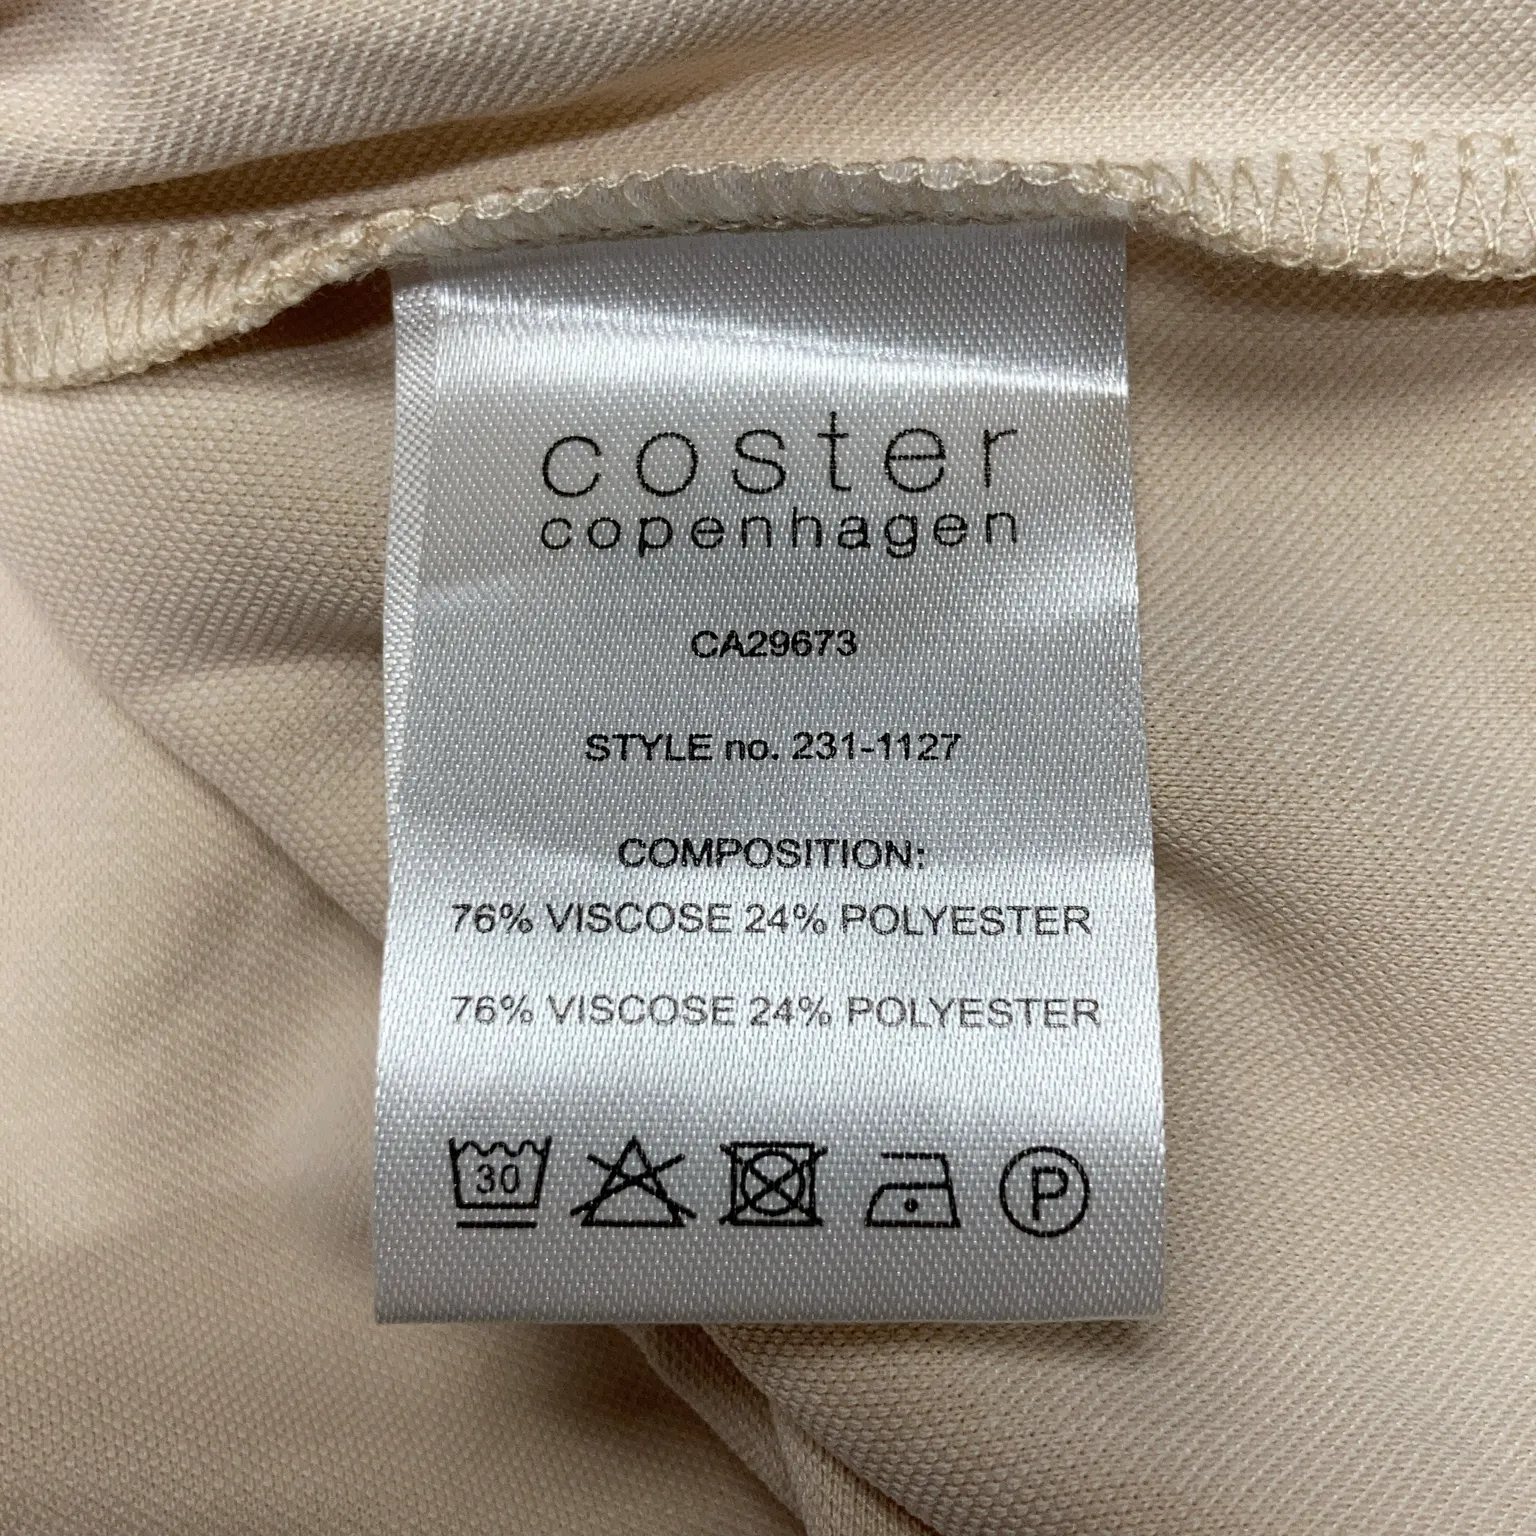 coster
copenhagen
CA29673
STYLE no. 231-1127
COMPOSITION:
76% VISCOSE 24% POLYESTER
76% VISCOSE 24% POLYESTER
30 P